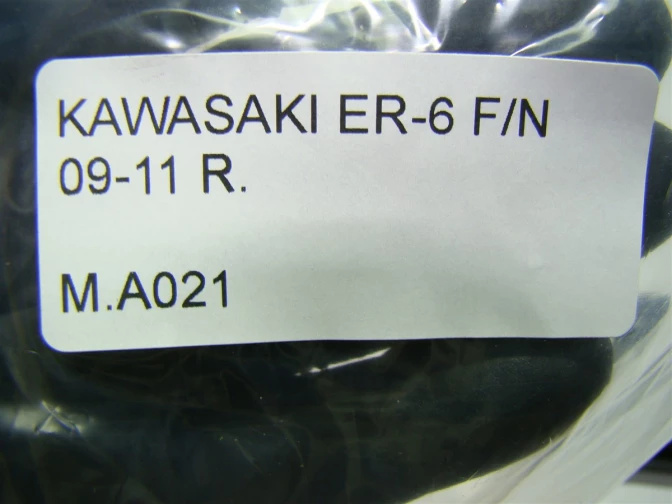 KAWASAKI ER-6 F/N
09-11 R.
M.A021